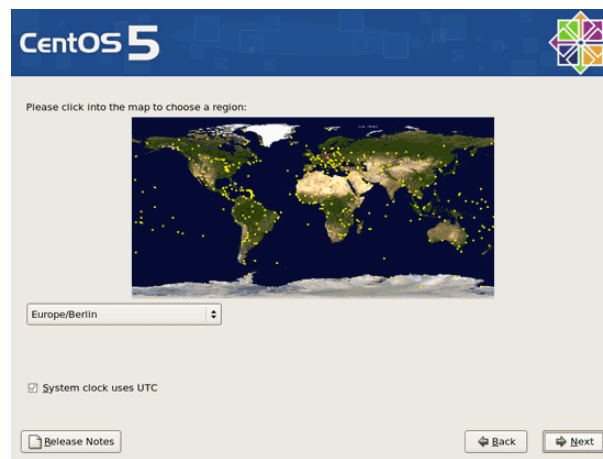 CentOS 5
Please click into the map to choose a region:
Europe/Berlin
System clock uses UTC
Release Notes
Back
Next